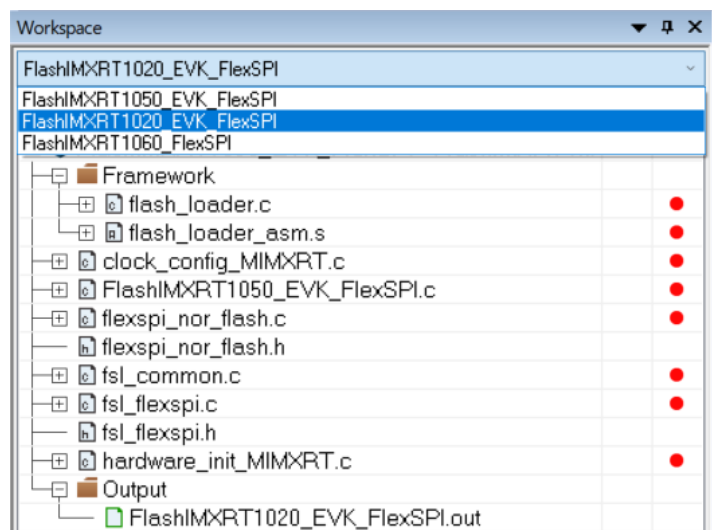 Workspace
FlashIMXRT1020_EVK_FlexSPI
FlashIMXRT1050_EVK_FlexSPI
FlashIMXRT1020_EVK_FlexSPI
FlashIMXRT1060_FlexSPI
Framework
flash_loader.c
flash_loader_asm.s
clock_config_MIMXRT.c
FlashIMXRT1050_EVK_FlexSPI.c
flexspi_nor_flash.c
flexspi_nor_flash.h
fsl_common.c
fsl_flexspi.c
fsl_flexspi.h
hardware_init_MIMXRT.c
Output
FlashIMXRT1020_EVK_FlexSPI.out